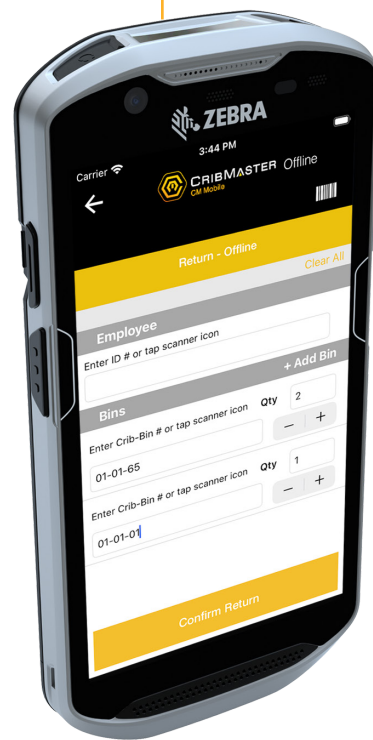 ZEBRA
3:44 PM
Carrier
CRIBMASTER Offline
CM Mobile
Return - Offline
Clear All
Employee
Enter ID # or tap scanner icon
Bins
+ Add Bin
Enter Crib-Bin # or tap scanner icon Qty
01-01-65 2
− +
Enter Crib-Bin # or tap scanner icon Qty
01-01-01 1
− +
Confirm Return